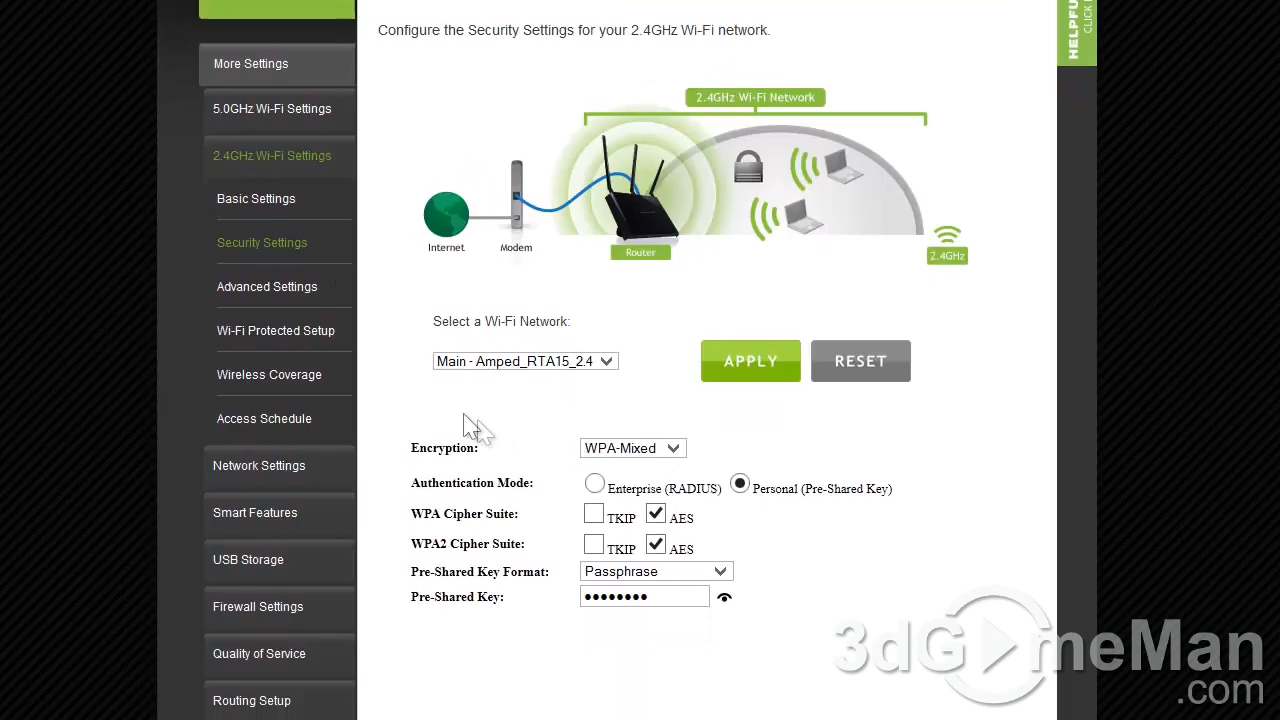 Configure the Security Settings for your 2.4GHz Wi-Fi network.
HELPFU
CLICK
More Settings
5.0GHz Wi-Fi Settings
2.4GHz Wi-Fi Settings
Basic Settings
Security Settings
Advanced Settings
Wi-Fi Protected Setup
Wireless Coverage
Access Schedule
Network Settings
Smart Features
USB Storage
Firewall Settings
Quality of Service
Routing Setup
2.4GHz Wi-Fi Network
Internet
Modem
Router
2.4GHz
Select a Wi-Fi Network:
Main - Amped_RTA15_2.4
APPLY
RESET
Encryption: WPA-Mixed
Authentication Mode: Enterprise (RADIUS) Personal (Pre-Shared Key)
WPA Cipher Suite: TKIP AES
WPA2 Cipher Suite: TKIP AES
Pre-Shared Key Format: Passphrase
Pre-Shared Key: ••••••••
3dGameMan
.com